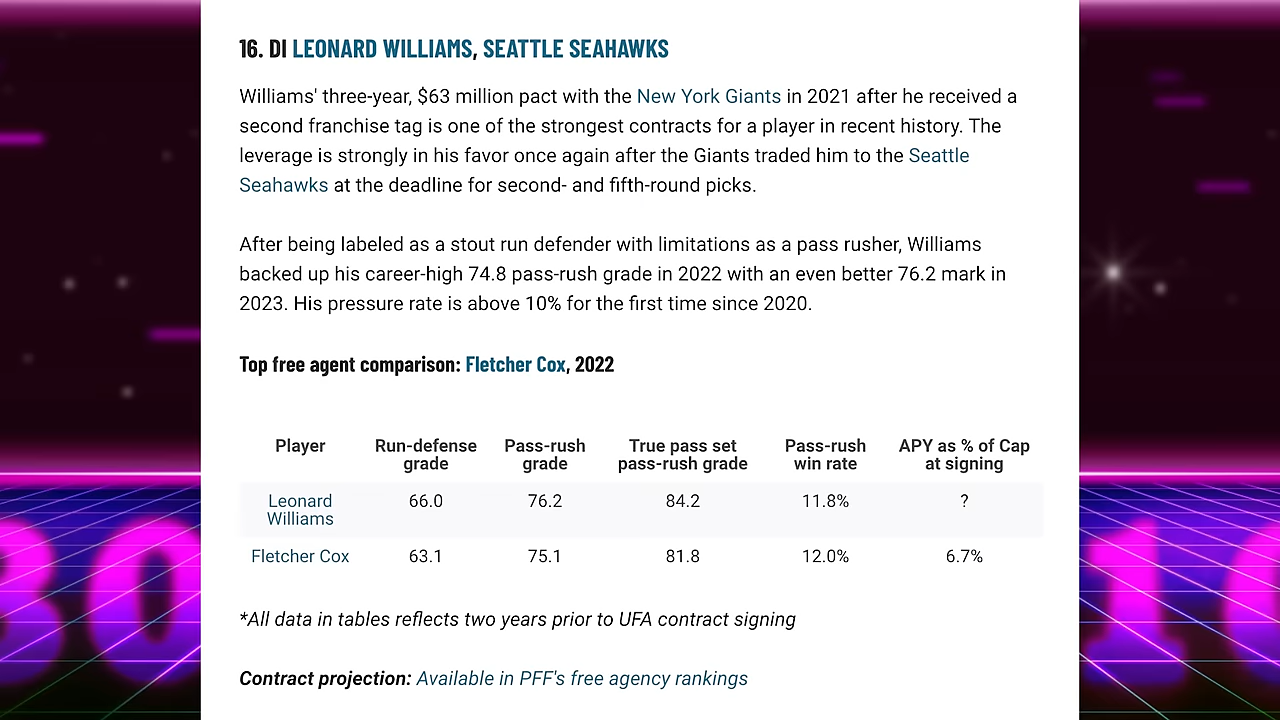 16. DI LEONARD WILLIAMS, SEATTLE SEAHAWKS
Williams' three-year, $63 million pact with the New York Giants in 2021 after he received a
second franchise tag is one of the strongest contracts for a player in recent history. The
leverage is strongly in his favor once again after the Giants traded him to the Seattle
Seahawks at the deadline for second- and fifth-round picks.
After being labeled as a stout run defender with limitations as a pass rusher, Williams
backed up his career-high 74.8 pass-rush grade in 2022 with an even better 76.2 mark in
2023. His pressure rate is above 10% for the first time since 2020.
Top free agent comparison: Fletcher Cox, 2022
Player Run-defense grade Pass-rush grade True pass set pass-rush grade Pass-rush win rate APY as % of Cap at signing
Leonard Williams 66.0 76.2 84.2 11.8% ?
Fletcher Cox 63.1 75.1 81.8 12.0% 6.7%
*All data in tables reflects two years prior to UFA contract signing
Contract projection: Available in PFF's free agency rankings
30
10